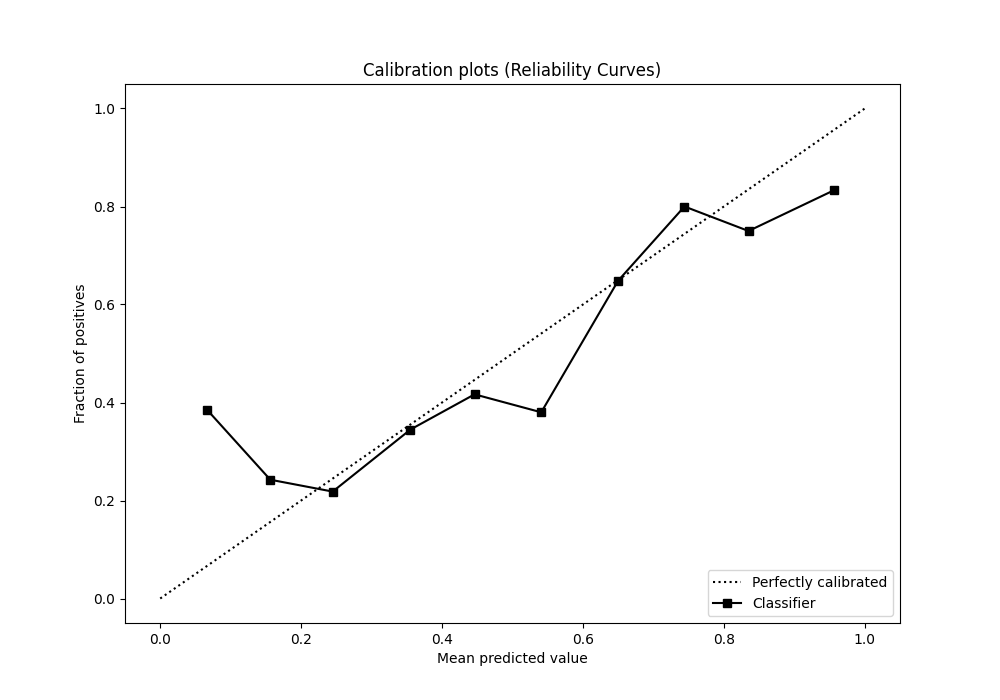 Calibration plots (Reliability Curves)
1.0
0.8
0.6
0.4
0.2
0.0
Fraction of positives
0.0 0.2 0.4 0.6 0.8 1.0
Mean predicted value
Perfectly calibrated
Classifier